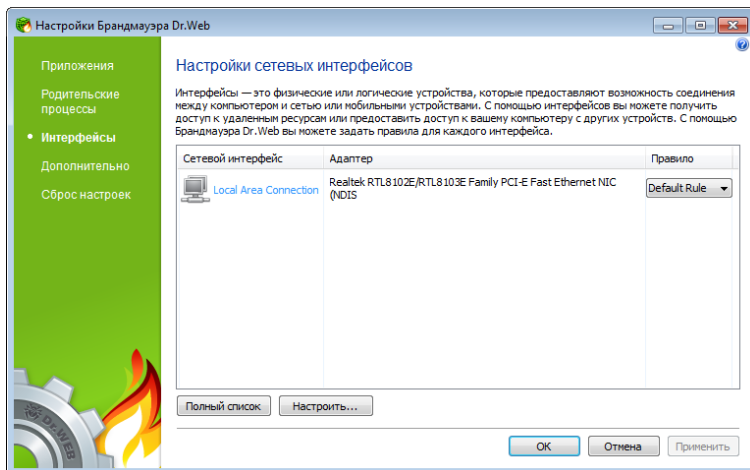 Настройки Брандмауэра Dr.Web
Приложения
Родительские
процессы
Интерфейсы
Дополнительно
Сброс настроек
Настройки сетевых интерфейсов
Интерфейсы — это физические или логические устройства, которые предоставляют возможность соединения
между компьютером и сетью или мобильными устройствами. С помощью интерфейсов вы можете получить
доступ к удаленным ресурсам или предоставить доступ к вашему компьютеру с других устройств. С помощью
Брандмауэра Dr.Web вы можете задать правила для каждого интерфейса.
Сетевой интерфейс Адаптер Правило
Local Area Connection Realtek RTL8102E/RTL8103E Family PCI-E Fast Ethernet NIC Default Rule
(NDIS
Полный список Настроить...
OK Отмена Применить
Dr.WEB